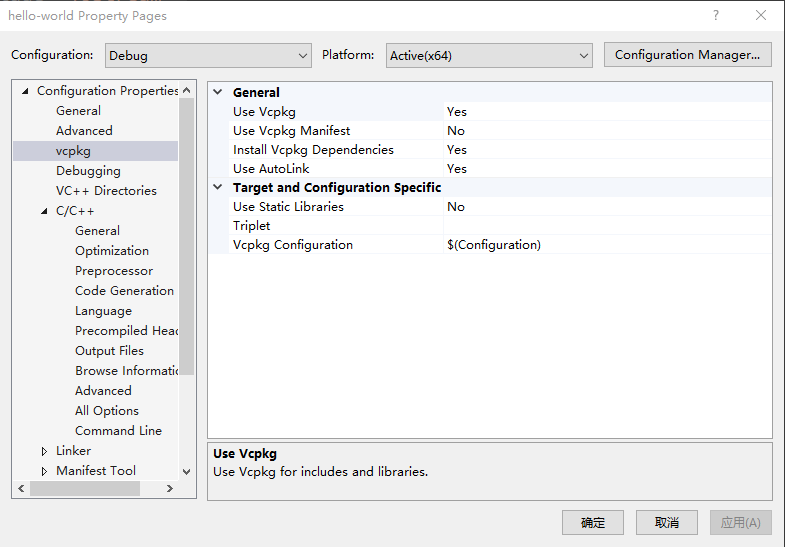 hello-world Property Pages
Configuration: Debug Platform: Active(x64) Configuration Manager...
Configuration Properties
General
Advanced
vcpkg
Debugging
VC++ Directories
C/C++
General
Optimization
Preprocessor
Code Generation
Language
Precompiled Head
Output Files
Browse Informatio
Advanced
All Options
Command Line
Linker
Manifest Tool
General
Use Vcpkg Yes
Use Vcpkg Manifest No
Install Vcpkg Dependencies Yes
Use AutoLink Yes
Target and Configuration Specific
Use Static Libraries No
Triplet
Vcpkg Configuration $(Configuration)
Use Vcpkg
Use Vcpkg for includes and libraries.
确定 取消 应用(A)